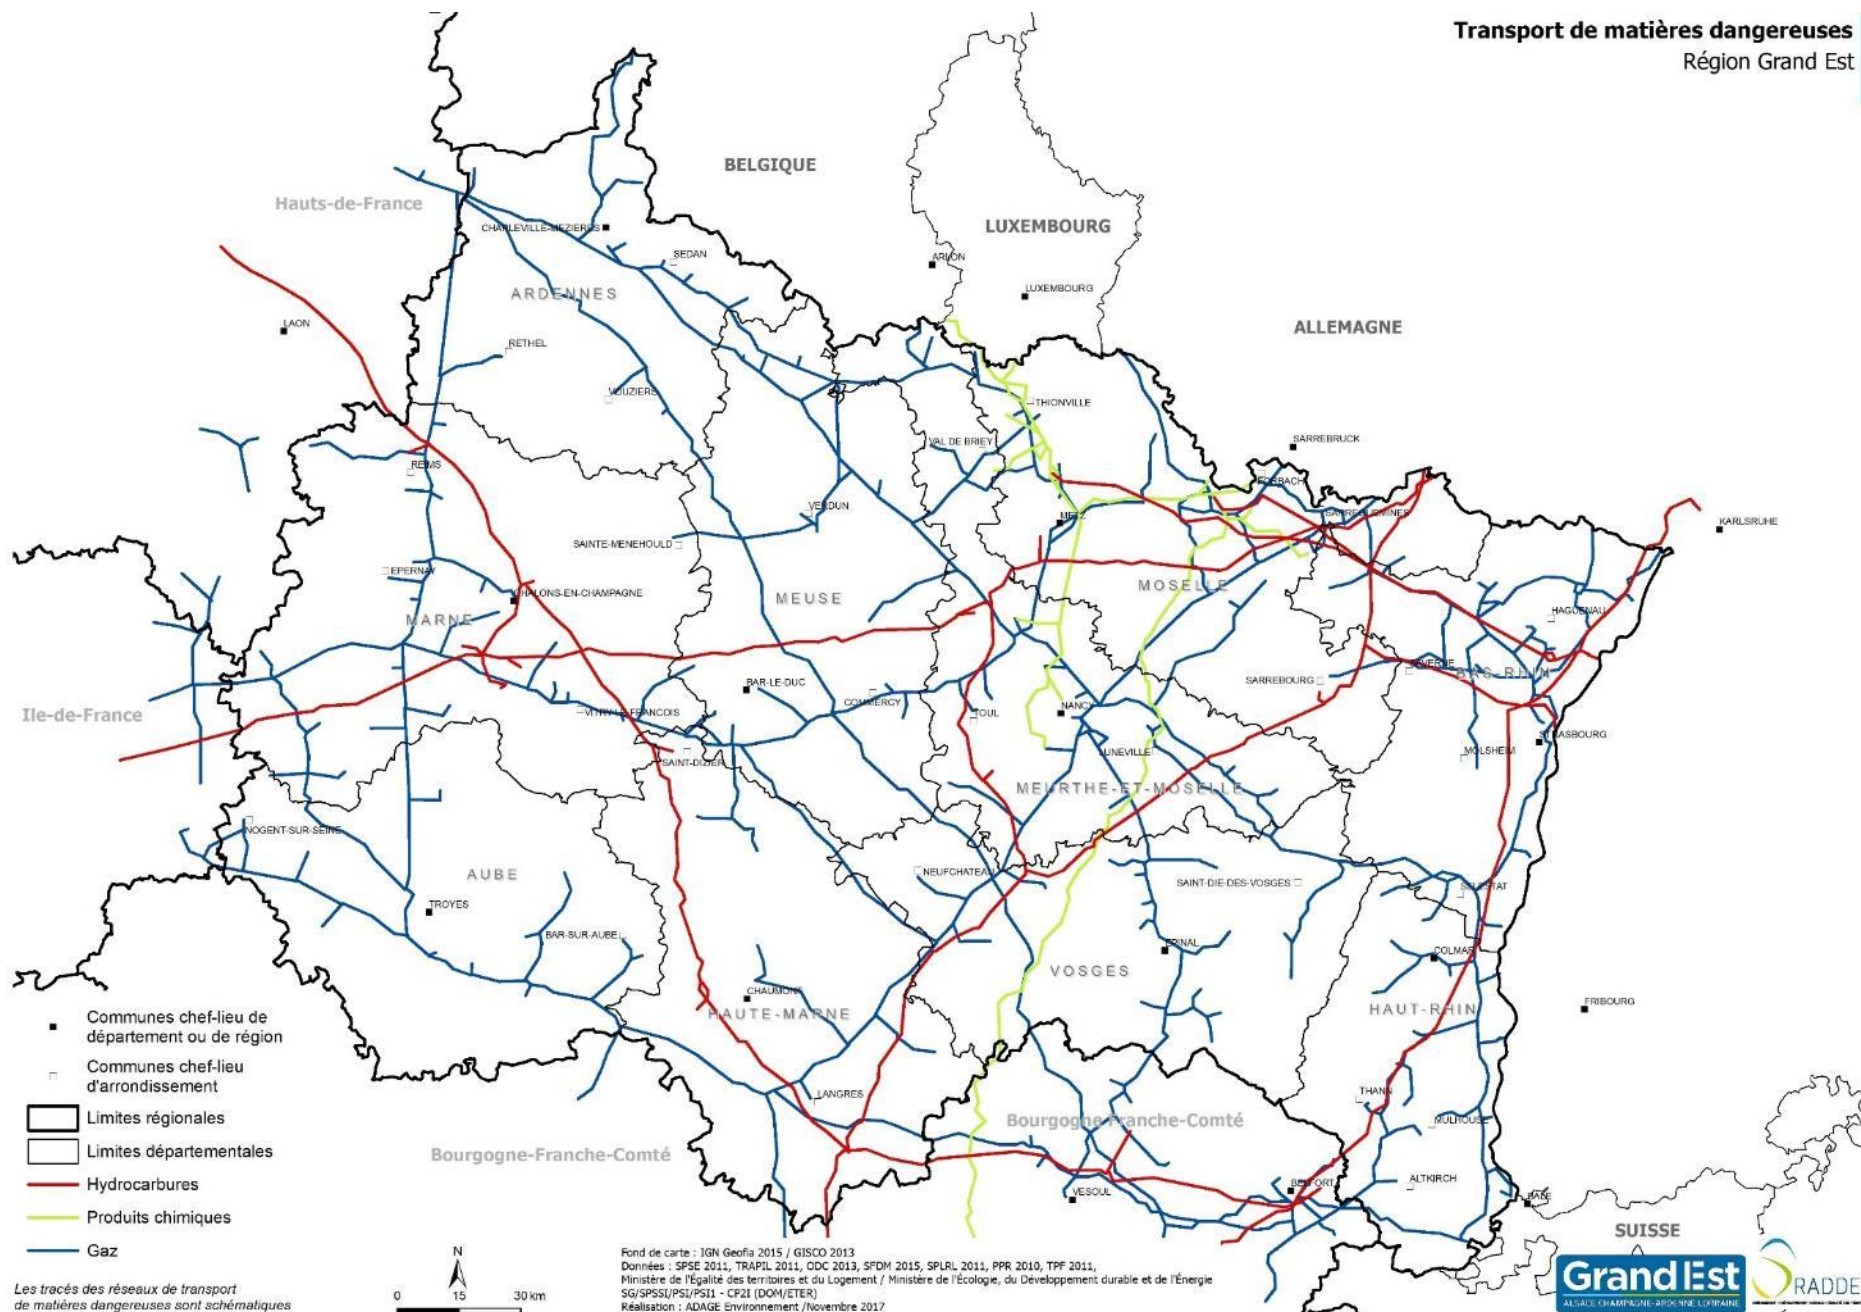 Transport de matières dangereuses
Région Grand Est
BELGIQUE
Hauts-de-France
LUXEMBOURG
CHARLEVILLE-MEZIERES
SEDAN
ARLON
ARDENNES
LUXEMBOURG
LAON
ALLEMAGNE
RETHEL
VOUZIERS
THIONVILLE
VAL DE BRIEY
SARREBRUCK
REIMS
FORBACH
VERDUN
METZ
SARREGUEMINES
KARLSRUHE
SAINTE-MENEHOULD
EPERNAY
CHALONS-EN-CHAMPAGNE
MEUSE
MOSELLE
MARNE
HAGUENAU
SAVERNE
BAS-RHIN
SARREBOURG
BAR-LE-DUC
COMMERCY
Ile-de-France
VITRY-LE-FRANCOIS
TOUL
NANCY
STRASBOURG
LUNEVILLE
MOLSHEIM
SAINT-DIZIER
MEURTHE-ET-MOSELLE
NOGENT-SUR-SEINE
AUBE
NEUFCHATEAU
SAINT-DIE-DES-VOSGES
SELESTAT
TROYES
BAR-SUR-AUBE
EPINAL
COLMAR
VOSGES
CHAUMONT
HAUTE-MARNE
HAUT-RHIN
FRIBOURG
LANGRES
THANN
Bourgogne Franche-Comté
MULHOUSE
Bourgogne-Franche-Comté
VESOUL
BELFORT
ALTKIRCH
BALE
SUISSE
Communes chef-lieu de
département ou de région
Communes chef-lieu
d'arrondissement
Limites régionales
Limites départementales
Hydrocarbures
Produits chimiques
Gaz
Les tracés des réseaux de transport
de matières dangereuses sont schématiques
N
0 15 30 km
Fond de carte : IGN Geofla 2015 / GISCO 2013
Données : SPSE 2011, TRAPIL 2011, ODC 2013, SFDM 2015, SPLRL 2011, PPR 2010, TPF 2011,
Ministère de l'Égalité des territoires et du Logement / Ministère de l'Écologie, du Développement durable et de l'Énergie
SG/SPSSI/PSI/PSI1 - CP2I (DOM/ETER)
Réalisation : ADAGE Environnement /Novembre 2017
Grand Est
ALSACE CHAMPAGNE-ARDENNE LORRAINE
RADDE